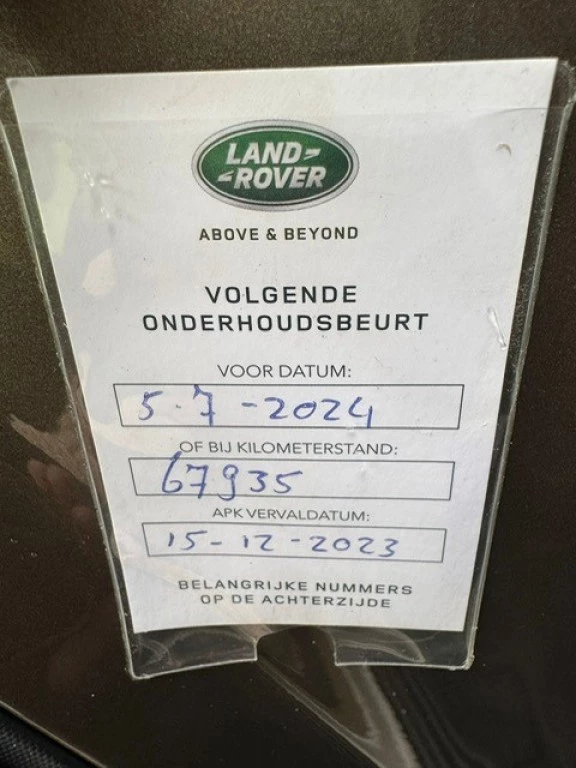 LAND-
-ROVER
ABOVE & BEYOND
VOLGENDE
ONDERHOUDSBEURT
VOOR DATUM:
5-7-2024
OF BIJ KILOMETERSTAND:
67935
APK VERVALDATUM:
15-12-2023
BELANGRIJKE NUMMERS
OP DE ACHTERZIJDE